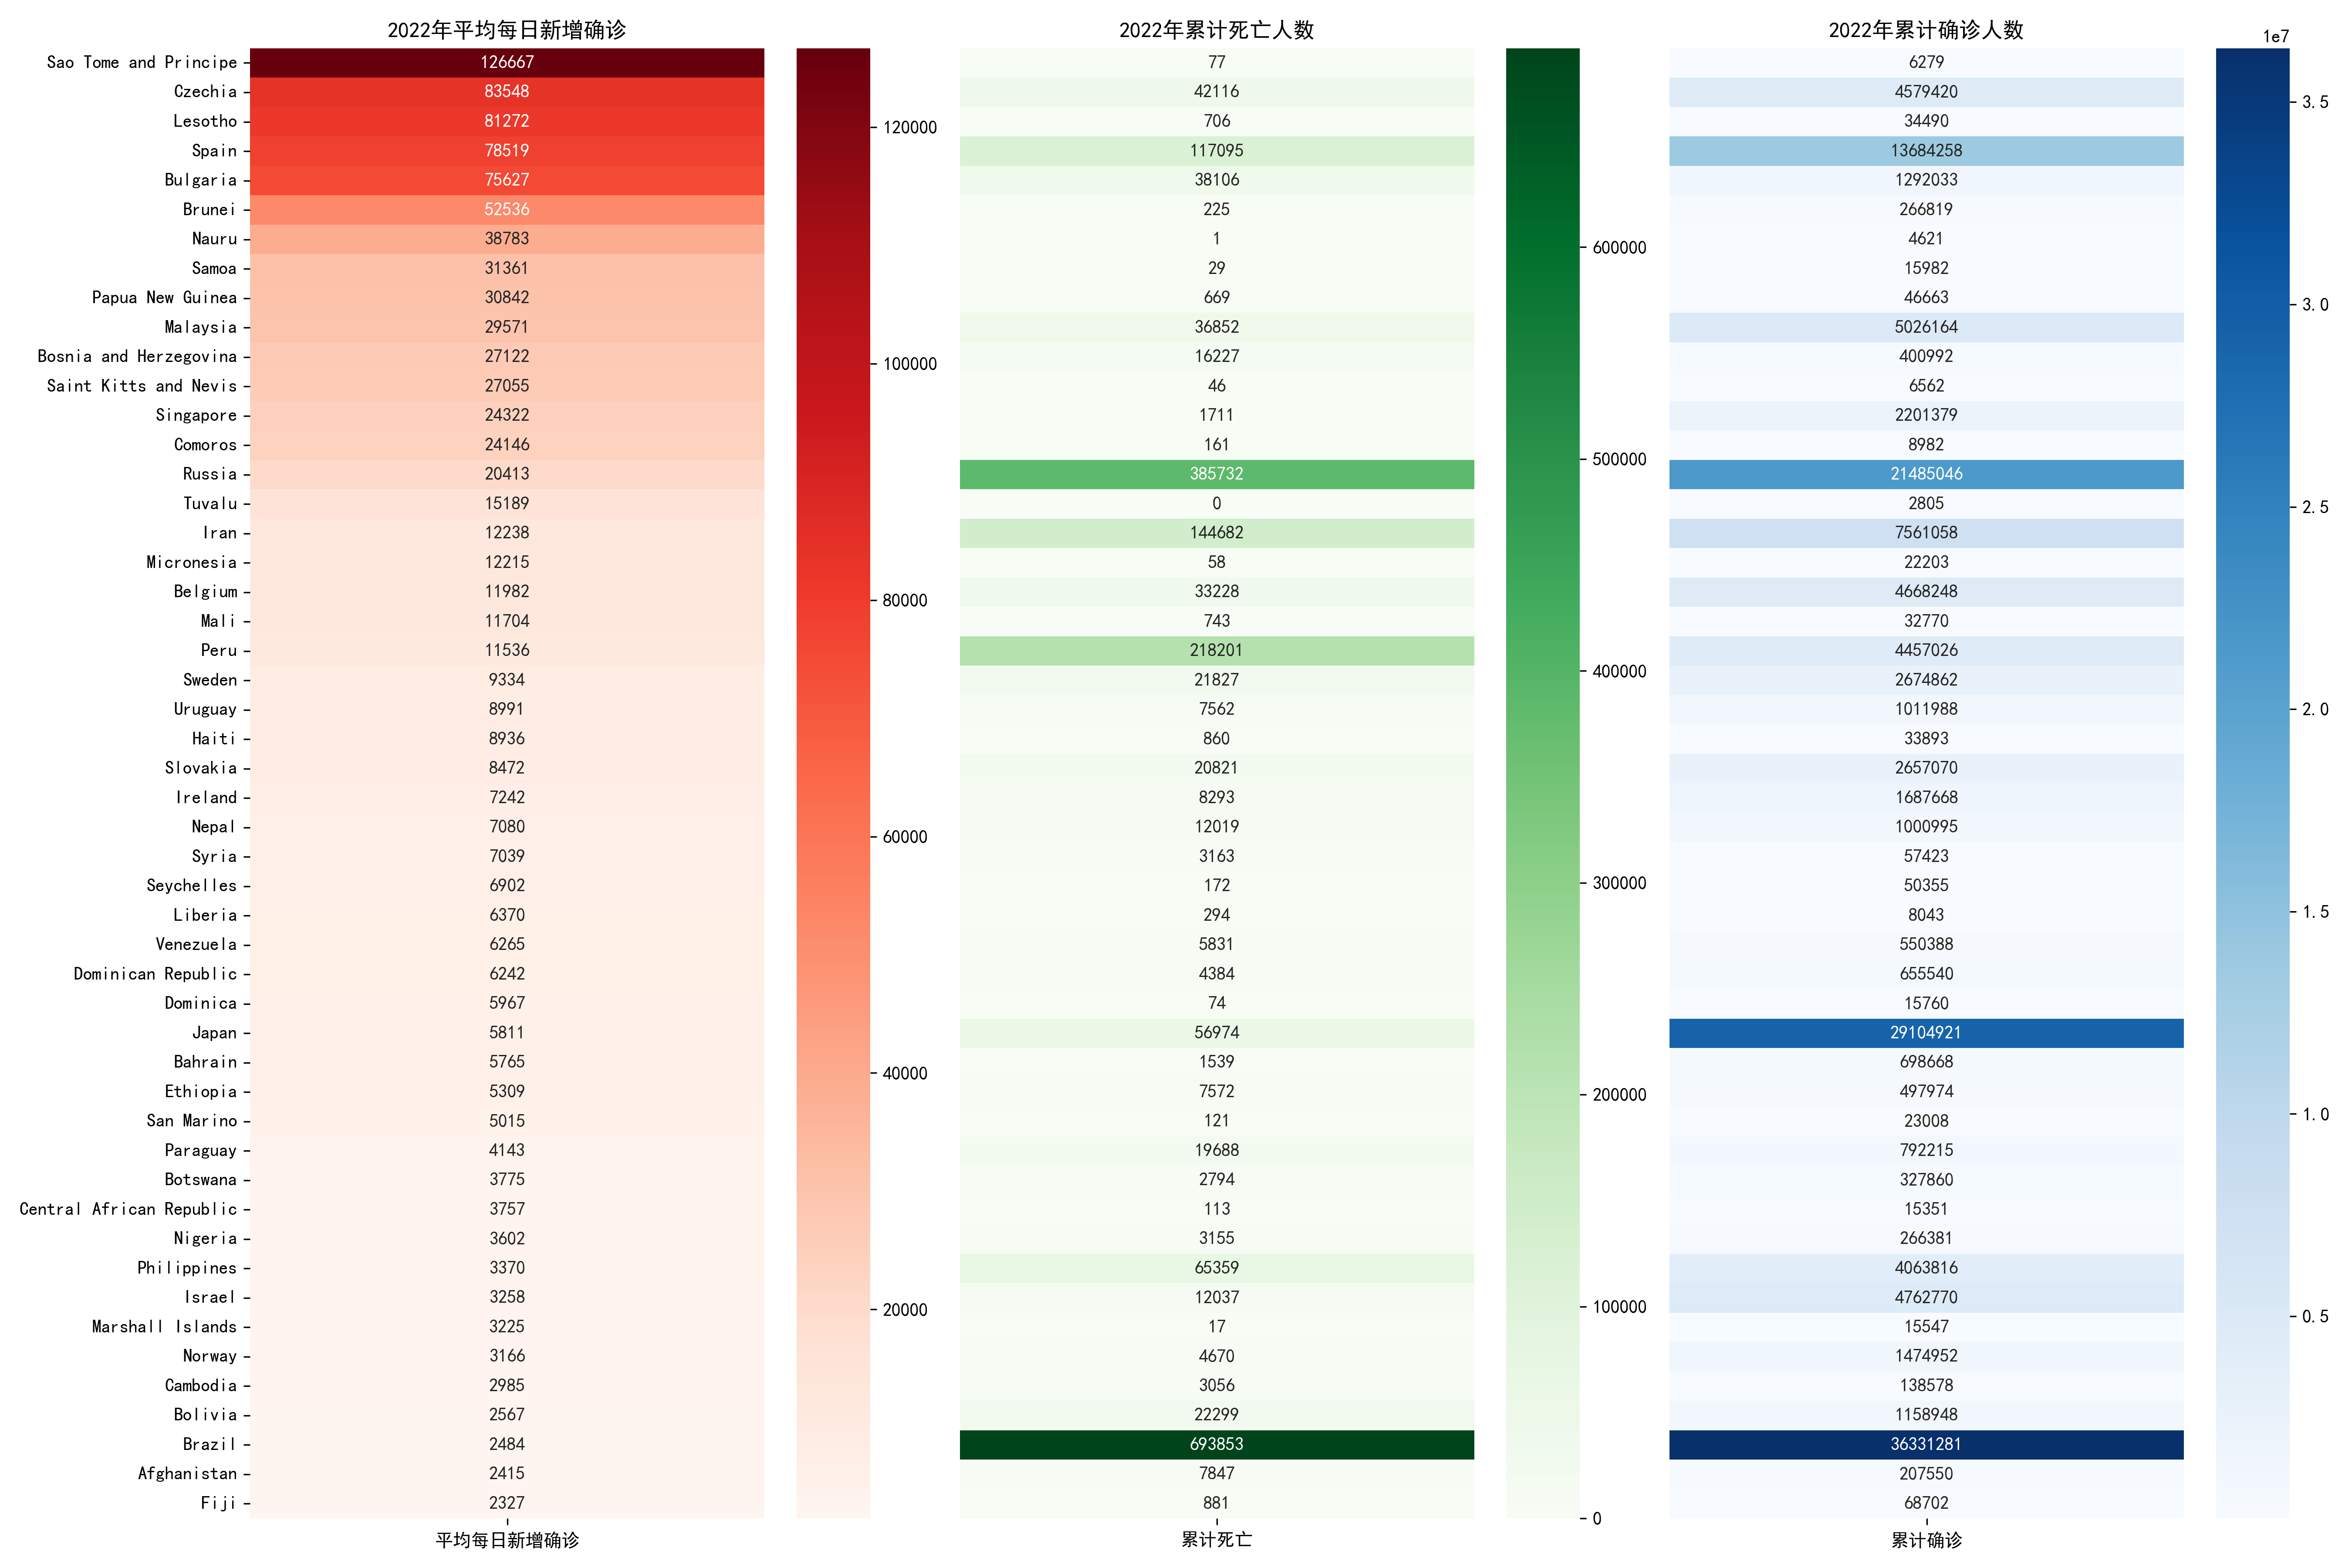 2022年平均每日新增确诊 2022年累计死亡人数 2022年累计确诊人数 1e7
Sao Tome and Principe 126667 77 6279
Czechia 83548 42116 4579420
Lesotho 81272 706 34490
Spain 78519 117095 13684258
Bulgaria 75627 38106 1292033
Brunei 52536 225 266819
Nauru 38783 1 4621
Samoa 31361 29 15982
Papua New Guinea 30842 669 46663
Malaysia 29571 36852 5026164
Bosnia and Herzegovina 27122 16227 400992
Saint Kitts and Nevis 27055 46 6562
Singapore 24322 1711 2201379
Comoros 24146 161 8982
Russia 20413 385732 21485046
Tuvalu 15189 0 2805
Iran 12238 144682 7561058
Micronesia 12215 58 22203
Belgium 11982 33228 4668248
Mali 11704 743 32770
Peru 11536 218201 4457026
Sweden 9334 21827 2674862
Uruguay 8991 7562 1011988
Haiti 8936 860 33893
Slovakia 8472 20821 2657070
Ireland 7242 8293 1687668
Nepal 7080 12019 1000995
Syria 7039 3163 57423
Seychelles 6902 172 50355
Liberia 6370 294 8043
Venezuela 6265 5831 550388
Dominican Republic 6242 4384 655540
Dominica 5967 74 15760
Japan 5811 56974 29104921
Bahrain 5765 1539 698668
Ethiopia 5309 7572 497974
San Marino 5015 121 23008
Paraguay 4143 19688 792215
Botswana 3775 2794 327860
Central African Republic 3757 113 15351
Nigeria 3602 3155 266381
Philippines 3370 65359 4063816
Israel 3258 12037 4762770
Marshall Islands 3225 17 15547
Norway 3166 4670 1474952
Cambodia 2985 3056 138578
Bolivia 2567 22299 1158948
Brazil 2484 693853 36331281
Afghanistan 2415 7847 207550
Fiji 2327 881 68702
平均每日新增确诊 累计死亡 累计确诊
120000
100000
80000
60000
40000
20000
600000
500000
400000
300000
200000
100000
0
3.5
3.0
2.5
2.0
1.5
1.0
0.5